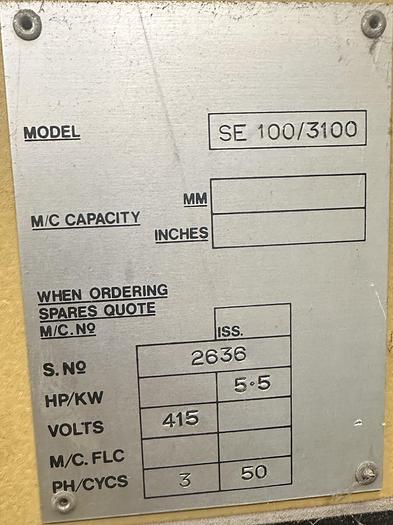 MODEL SE 100/3100
MM
M/C CAPACITY
INCHES
WHEN ORDERING
SPARES QUOTE
M/C.Nº ISS.
S.Nº 2636
HP/KW 5·5
VOLTS 415
M/C. FLC
PH/CYCS 3 50